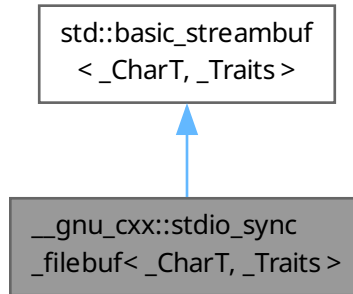 std::basic_streambuf
< _CharT, _Traits >
__gnu_cxx::stdio_sync
_filebuf< _CharT, _Traits >